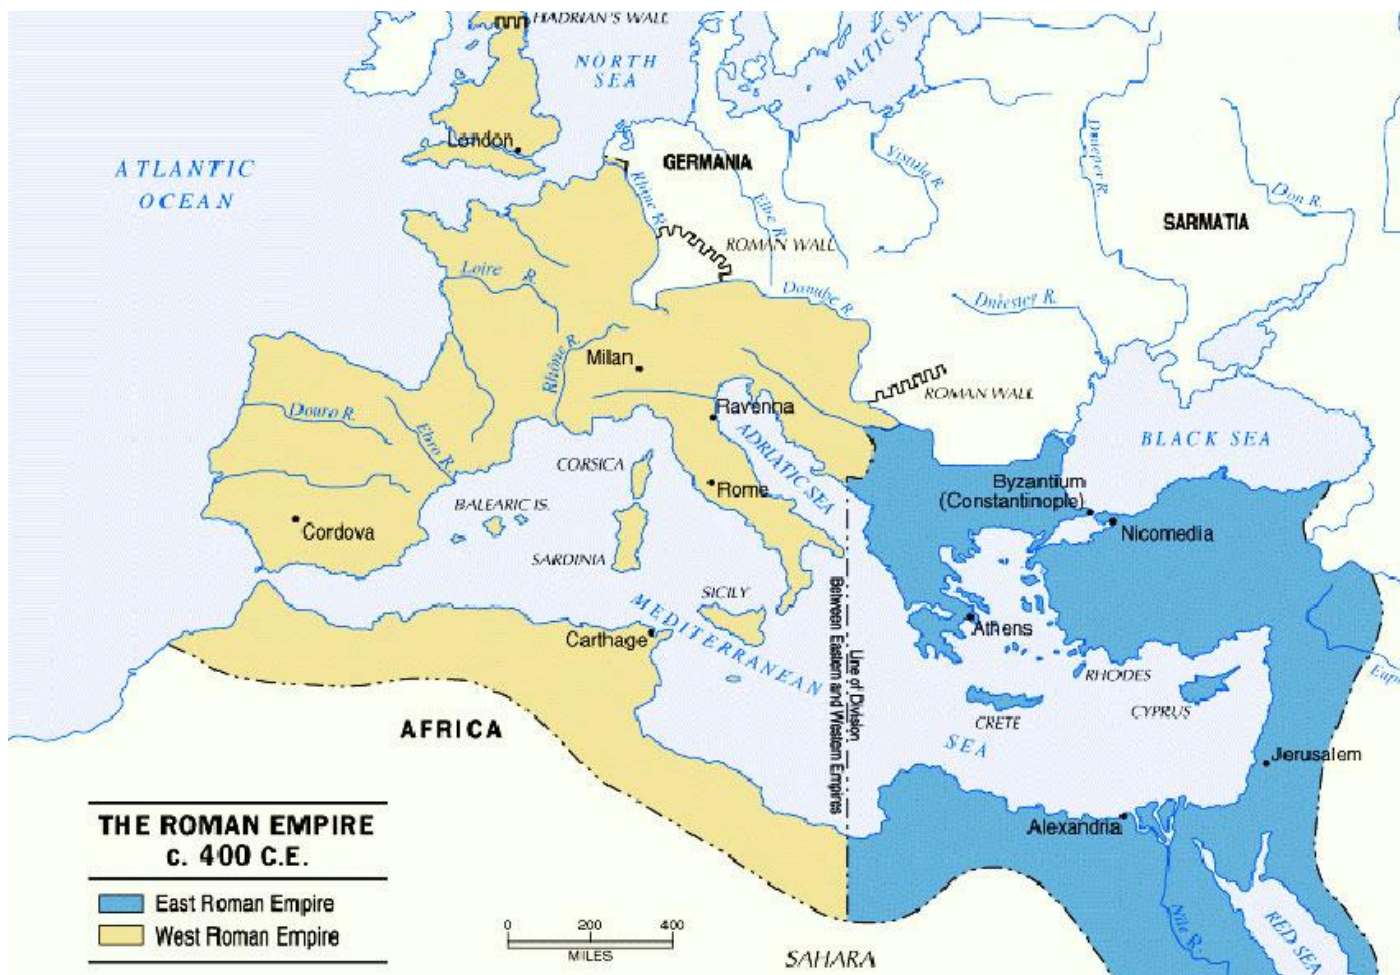 HADRIAN'S WALL
NORTH
SEA
BALTIC SEA
London
ATLANTIC
OCEAN
GERMANIA
Rhine R.
Elbe R.
Vistula R.
Dnieper R.
Don R.
SARMATIA
ROMAN WALL
Loire R.
Danube R.
Dniester R.
Milan
Rhône R.
ROMAN WALL
Ravenna
Douro R.
Ebro R.
ADRIATIC SEA
BLACK SEA
CORSICA
Rome
Byzantium
(Constantinople)
BALEARIC IS.
Cordova
Nicomedia
SARDINIA
SICILY
MEDITERRANEAN
SEA
Carthage
Athens
Line of Division
Between Eastern and Western Empires
RHODES
CRETE
CYPRUS
Eup
AFRICA
Jerusalem
Alexandria
THE ROMAN EMPIRE
c. 400 C.E.
East Roman Empire
West Roman Empire
0 200 400
MILES
SAHARA
Nile R.
RED SEA